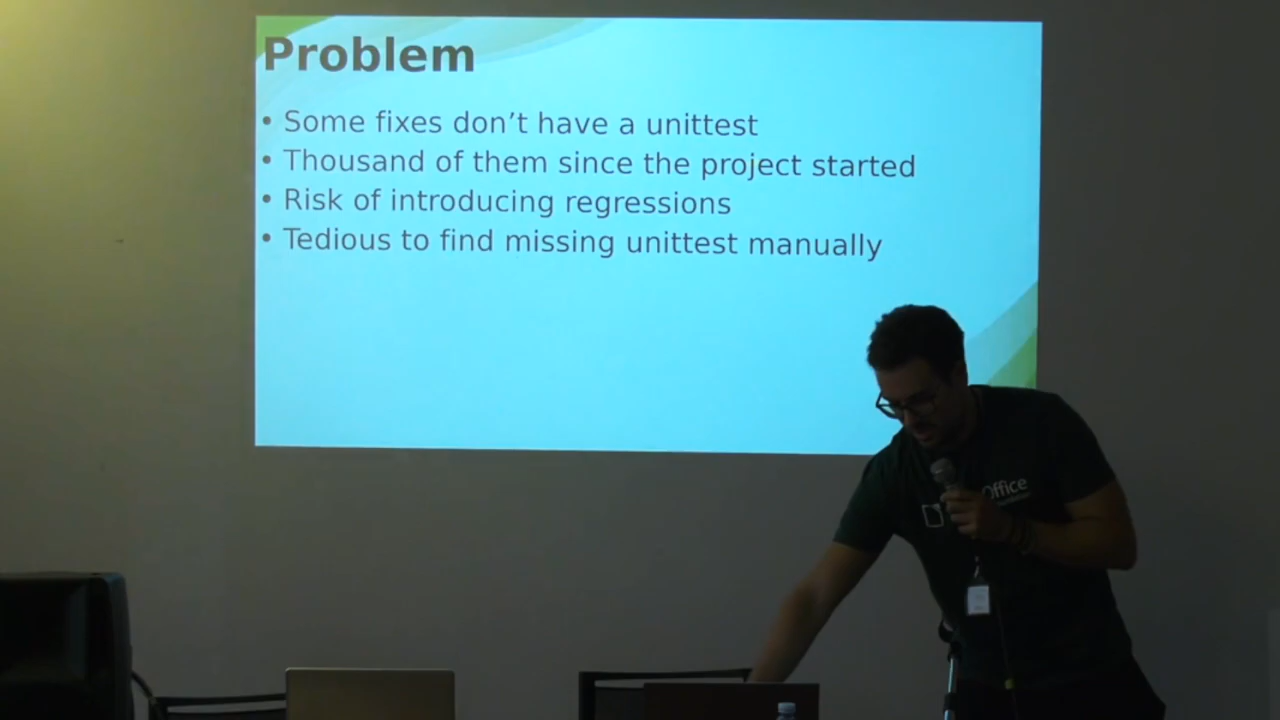 Problem
• Some fixes don’t have a unittest
• Thousand of them since the project started
• Risk of introducing regressions
• Tedious to find missing unittest manually
Office